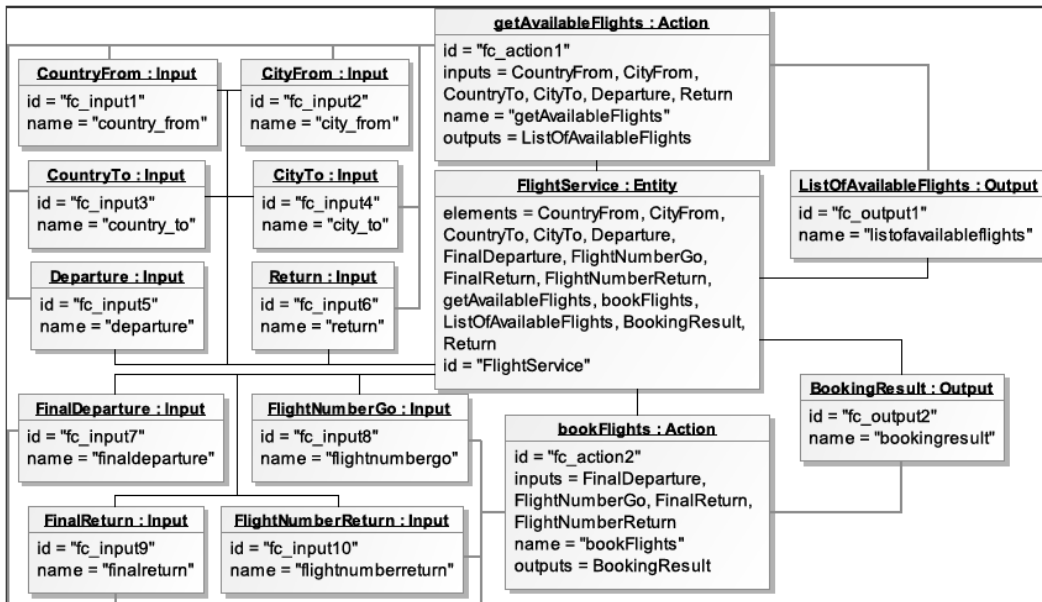 getAvailableFlights : Action
id = "fc_action1"
inputs = CountryFrom, CityFrom,
CountryTo, CityTo, Departure, Return
name = "getAvailableFlights"
outputs = ListOfAvailableFlights
CountryFrom : Input
id = "fc_input1"
name = "country_from"
CityFrom : Input
id = "fc_input2"
name = "city_from"
CountryTo : Input
id = "fc_input3"
name = "country_to"
CityTo : Input
id = "fc_input4"
name = "city_to"
FlightService : Entity
elements = CountryFrom, CityFrom,
CountryTo, CityTo, Departure,
FinalDeparture, FlightNumberGo,
FinalReturn, FlightNumberReturn,
getAvailableFlights, bookFlights,
ListOfAvailableFlights, BookingResult,
Return
id = "FlightService"
ListOfAvailableFlights : Output
id = "fc_output1"
name = "listofavailableflights"
Departure : Input
id = "fc_input5"
name = "departure"
Return : Input
id = "fc_input6"
name = "return"
FinalDeparture : Input
id = "fc_input7"
name = "finaldeparture"
FlightNumberGo : Input
id = "fc_input8"
name = "flightnumbergo"
BookingResult : Output
id = "fc_output2"
name = "bookingresult"
bookFlights : Action
id = "fc_action2"
inputs = FinalDeparture,
FlightNumberGo, FinalReturn,
FlightNumberReturn
name = "bookFlights"
outputs = BookingResult
FinalReturn : Input
id = "fc_input9"
name = "finalreturn"
FlightNumberReturn : Input
id = "fc_input10"
name = "flightnumberreturn"